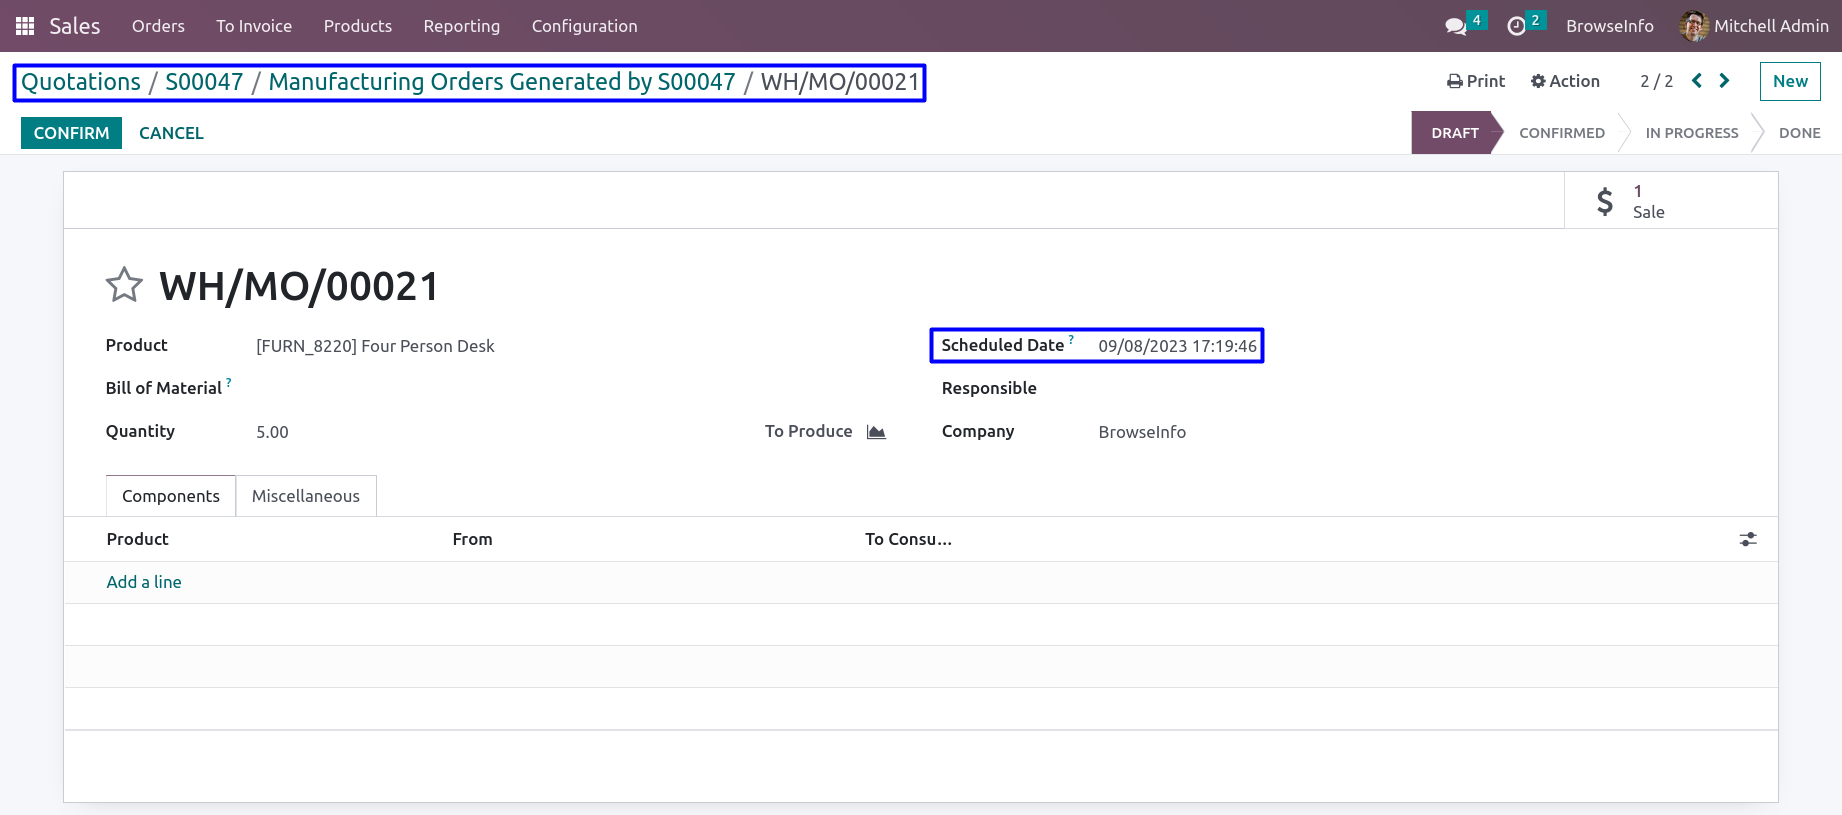 Sales Orders To Invoice Products Reporting Configuration 4 2 BrowseInfo Mitchell Admin
Quotations / S00047 / Manufacturing Orders Generated by S00047 / WH/MO/00021 Print Action 2 / 2 New
CONFIRM CANCEL DRAFT CONFIRMED IN PROGRESS DONE
$ 1
Sale
WH/MO/00021
Product [FURN_8220] Four Person Desk Scheduled Date ? 09/08/2023 17:19:46
Bill of Material ? Responsible
Quantity 5.00 To Produce Company BrowseInfo
Components Miscellaneous
Product From To Consu...
Add a line